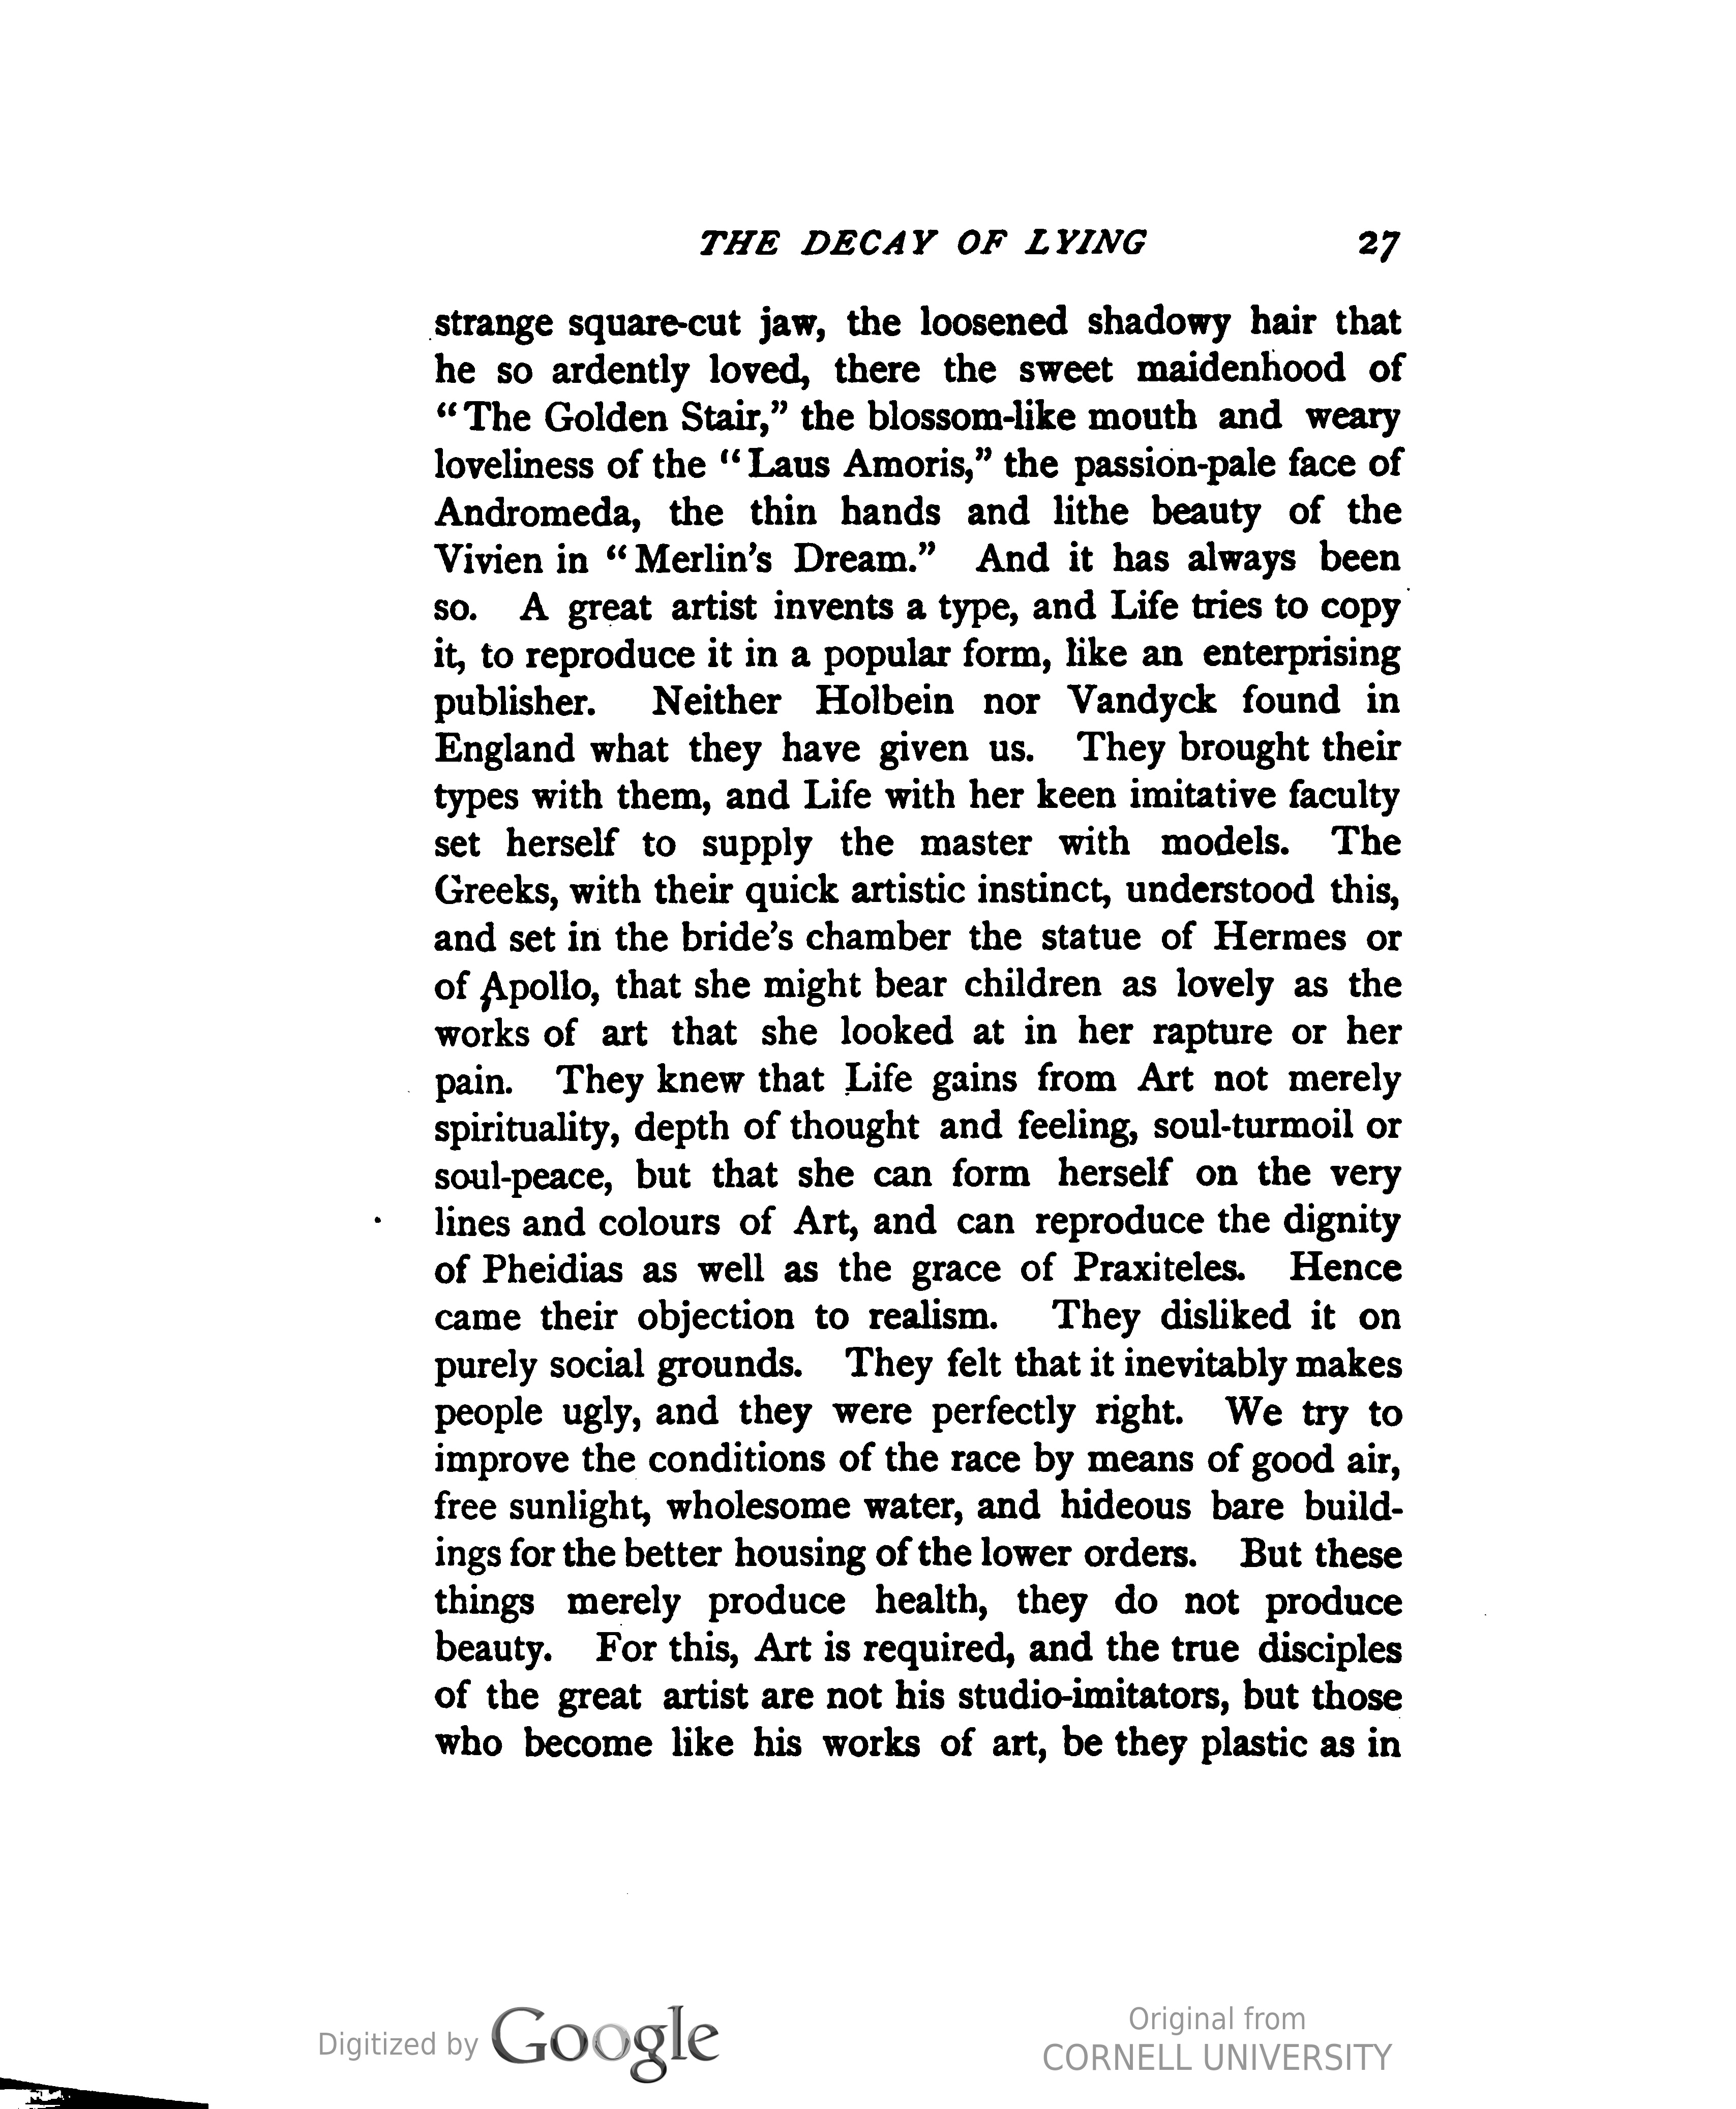 THE DECAY OF LYING 27
strange square-cut jaw, the loosened shadowy hair that
he so ardently loved, there the sweet maidenhood of
“The Golden Stair,” the blossom-like mouth and weary
loveliness of the “Laus Amoris,” the passion-pale face of
Andromeda, the thin hands and lithe beauty of the
Vivien in “Merlin’s Dream.” And it has always been
so. A great artist invents a type, and Life tries to copy
it, to reproduce it in a popular form, like an enterprising
publisher. Neither Holbein nor Vandyck found in
England what they have given us. They brought their
types with them, and Life with her keen imitative faculty
set herself to supply the master with models. The
Greeks, with their quick artistic instinct, understood this,
and set in the bride’s chamber the statue of Hermes or
of Apollo, that she might bear children as lovely as the
works of art that she looked at in her rapture or her
pain. They knew that Life gains from Art not merely
spirituality, depth of thought and feeling, soul-turmoil or
soul-peace, but that she can form herself on the very
lines and colours of Art, and can reproduce the dignity
of Pheidias as well as the grace of Praxiteles. Hence
came their objection to realism. They disliked it on
purely social grounds. They felt that it inevitably makes
people ugly, and they were perfectly right. We try to
improve the conditions of the race by means of good air,
free sunlight, wholesome water, and hideous bare build-
ings for the better housing of the lower orders. But these
things merely produce health, they do not produce
beauty. For this, Art is required, and the true disciples
of the great artist are not his studio-imitators, but those
who become like his works of art, be they plastic as in
Digitized by Google
Original from
CORNELL UNIVERSITY